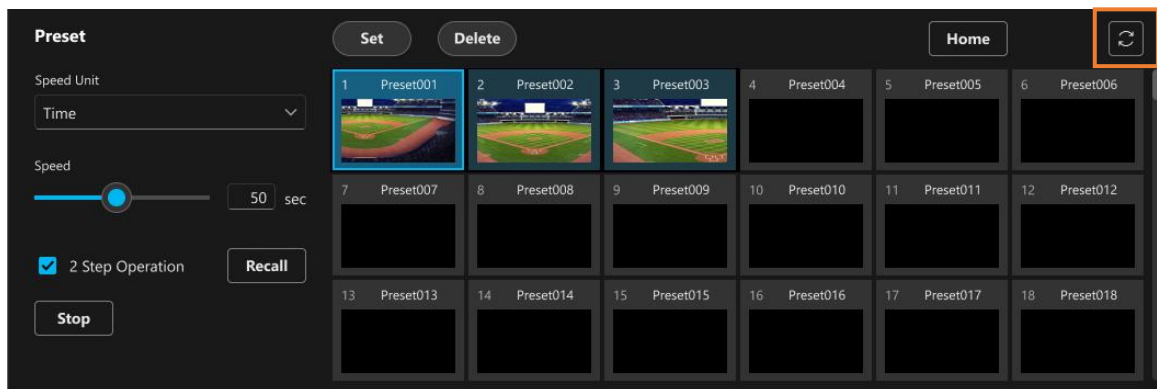 Preset
Set
Delete
Home
Speed Unit
Time
Speed
50 sec
2 Step Operation
Recall
Stop
1 Preset001
2 Preset002
3 Preset003
4 Preset004
5 Preset005
6 Preset006
7 Preset007
8 Preset008
9 Preset009
10 Preset010
11 Preset011
12 Preset012
13 Preset013
14 Preset014
15 Preset015
16 Preset016
17 Preset017
18 Preset018